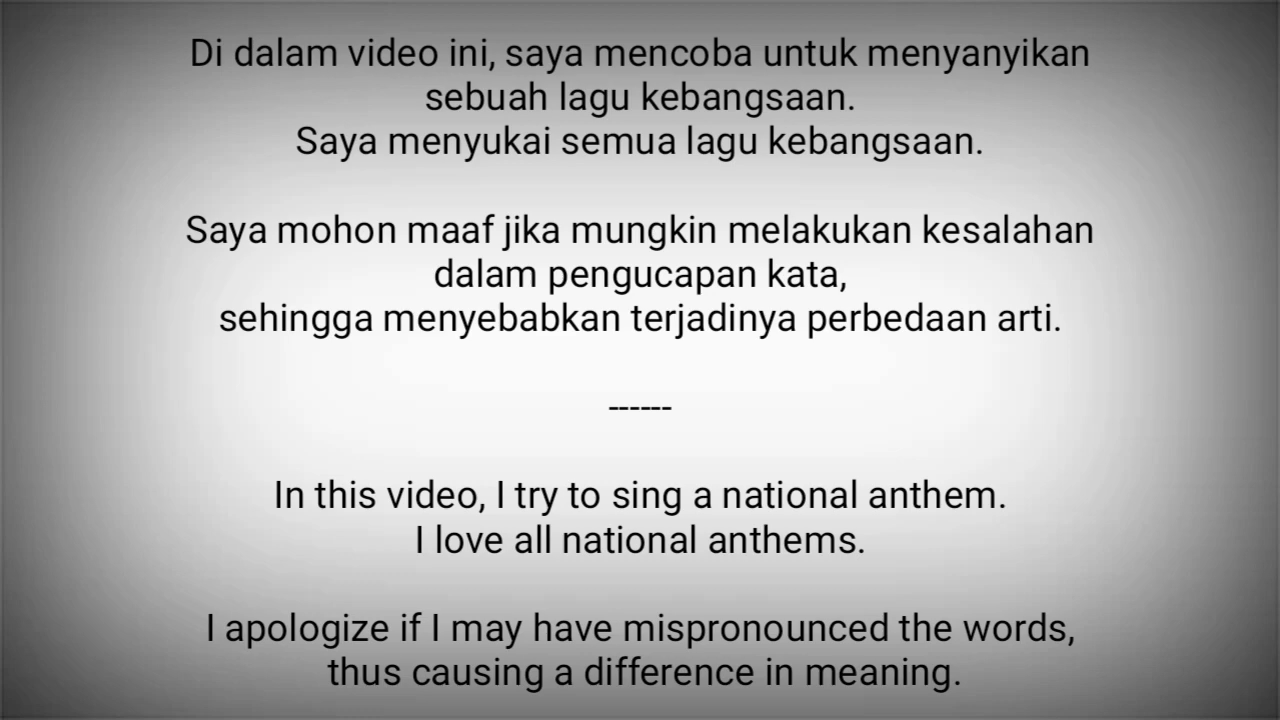 Di dalam video ini, saya mencoba untuk menyanyikan
sebuah lagu kebangsaan.
Saya menyukai semua lagu kebangsaan.
Saya mohon maaf jika mungkin melakukan kesalahan
dalam pengucapan kata,
sehingga menyebabkan terjadinya perbedaan arti.
------
In this video, I try to sing a national anthem.
I love all national anthems.
I apologize if I may have mispronounced the words,
thus causing a difference in meaning.